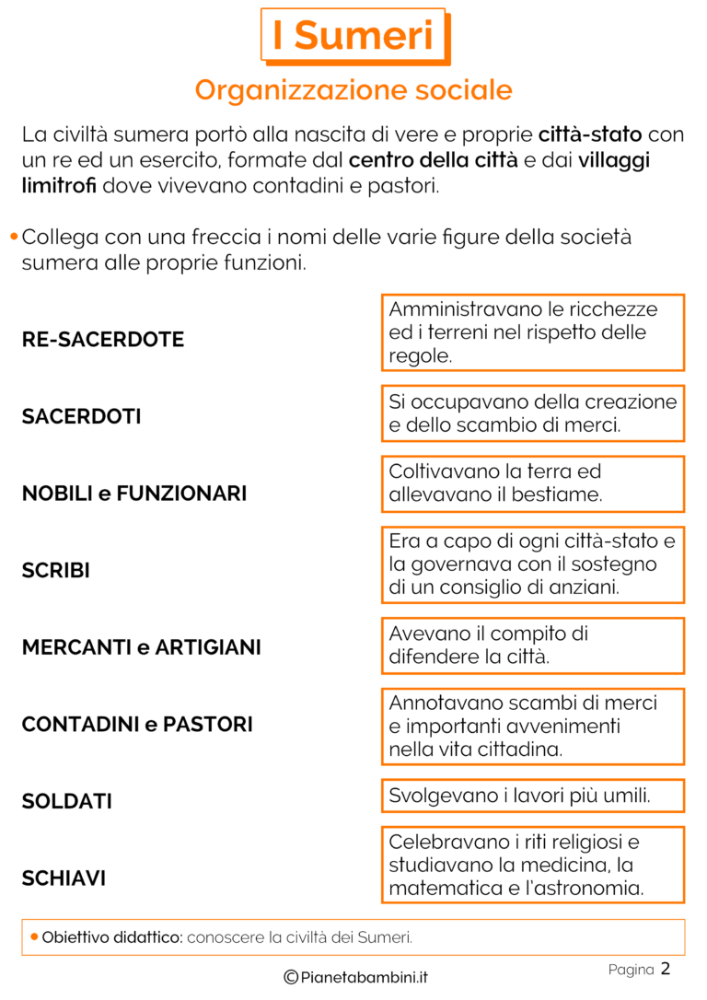 I Sumeri
Organizzazione sociale
La civiltà sumera portò alla nascita di vere e proprie città-stato con
un re ed un esercito, formate dal centro della città e dai villaggi
limitrofi dove vivevano contadini e pastori.
• Collega con una freccia i nomi delle varie figure della società
sumera alle proprie funzioni.
RE-SACERDOTE
SACERDOTI
NOBILI e FUNZIONARI
SCRIBI
MERCANTI e ARTIGIANI
CONTADINI e PASTORI
SOLDATI
SCHIAVI
Amministravano le ricchezze
ed i terreni nel rispetto delle
regole.
Si occupavano della creazione
e dello scambio di merci.
Coltivavano la terra ed
allevavano il bestiame.
Era a capo di ogni città-stato e
la governava con il sostegno
di un consiglio di anziani.
Avevano il compito di
difendere la città.
Annotavano scambi di merci
e importanti avvenimenti
nella vita cittadina.
Svolgevano i lavori più umili.
Celebravano i riti religiosi e
studiavano la medicina, la
matematica e l'astronomia.
• Obiettivo didattico: conoscere la civiltà dei Sumeri.
©Pianetabambini.it
Pagina 2